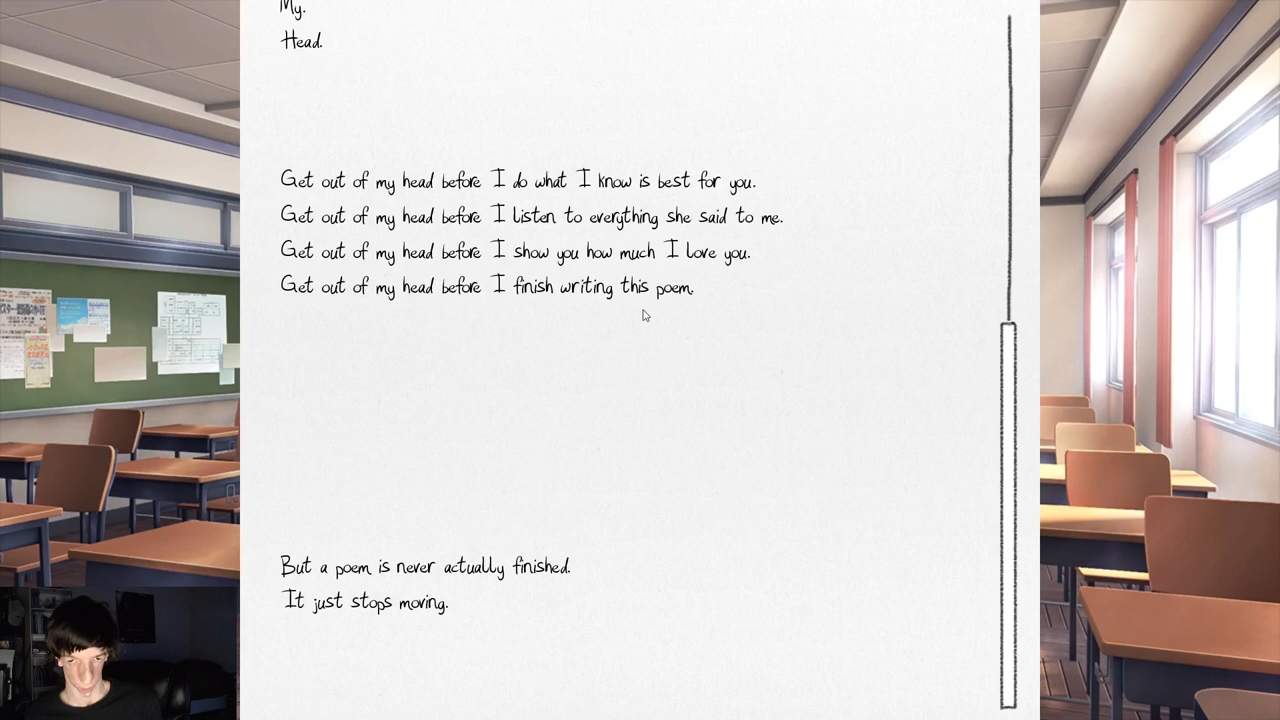 My.
Head.
Get out of my head before I do what I know is best for you.
Get out of my head before I listen to everything she said to me.
Get out of my head before I show you how much I love you.
Get out of my head before I finish writing this poem.
But a poem is never actually finished.
It just stops moving.